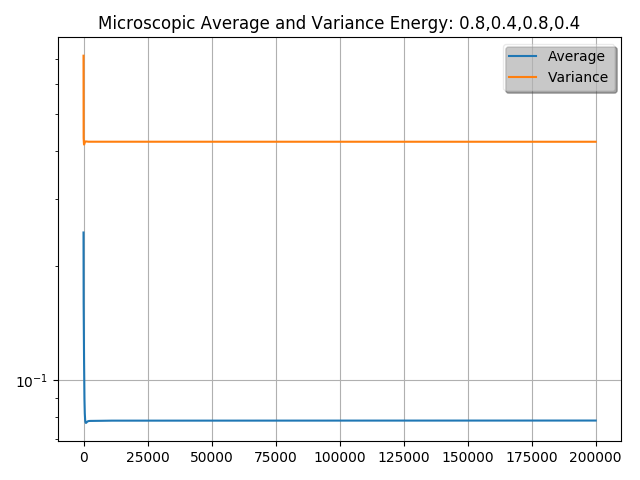 Microscopic Average and Variance Energy: 0.8,0.4,0.8,0.4
Average
Variance
10⁻¹
0 25000 50000 75000 100000 125000 150000 175000 200000